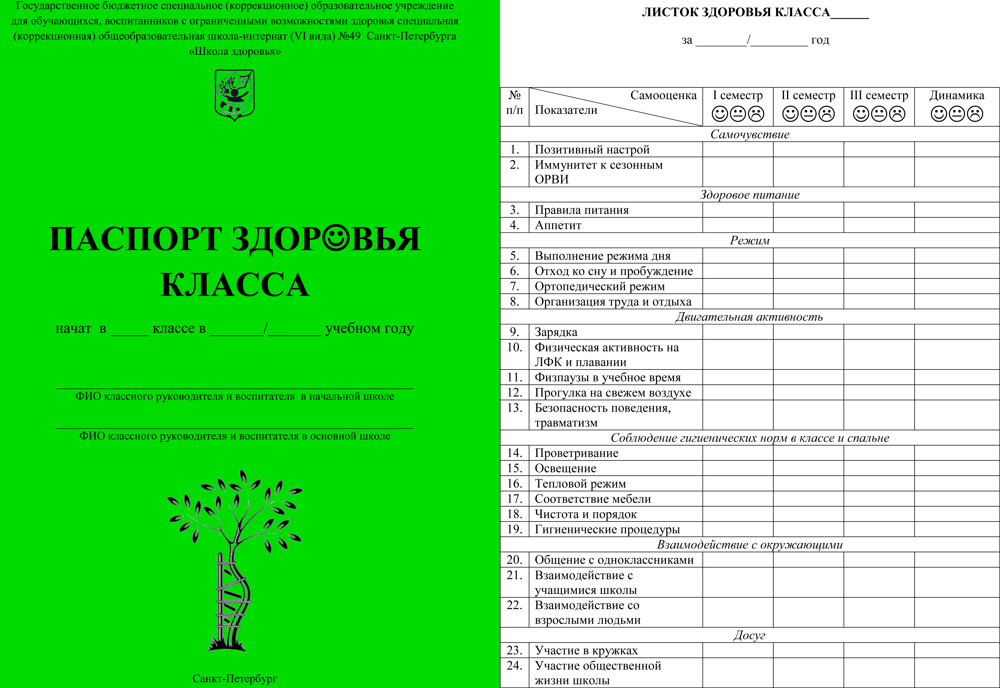 Государственное бюджетное специальное (коррекционное) образовательное учреждение
для обучающихся, воспитанников с ограниченными возможностями здоровья специальная
(коррекционная) общеобразовательная школа-интернат (VI вида) №49 Санкт-Петербурга
«Школа здоровья»
ПАСПОРТ ЗДОР☺ВЬЯ
КЛАССА
начат в _____ классе в _______/_______ учебном году
ФИО классного руководителя и воспитателя в начальной школе
ФИО классного руководителя и воспитателя в основной школе
Санкт-Петербург
ЛИСТОК ЗДОРОВЬЯ КЛАССА______
за ________/_________ год
№ Самооценка I семестр II семестр III семестр Динамика
п/п Показатели ☺😐☹ ☺😐☹ ☺😐☹ ☺😐☹
Самочувствие
1. Позитивный настрой
2. Иммунитет к сезонным
ОРВИ
Здоровое питание
3. Правила питания
4. Аппетит
Режим
5. Выполнение режима дня
6. Отход ко сну и пробуждение
7. Ортопедический режим
8. Организация труда и отдыха
Двигательная активность
9. Зарядка
10. Физическая активность на
ЛФК и плавании
11. Физпаузы в учебное время
12. Прогулка на свежем воздухе
13. Безопасность поведения,
травматизм
Соблюдение гигиенических норм в классе и спальне
14. Проветривание
15. Освещение
16. Тепловой режим
17. Соответствие мебели
18. Чистота и порядок
19. Гигиенические процедуры
Взаимодействие с окружающими
20. Общение с одноклассниками
21. Взаимодействие с
учащимися школы
22. Взаимодействие со
взрослыми людьми
Досуг
23. Участие в кружках
24. Участие общественной
жизни школы